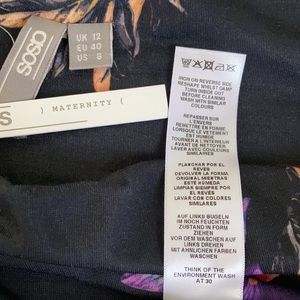 asos
UK 12
EU 40
US 8
S
) MATERNITY (
IRON ON REVERSE SIDE
RESHAPE WHILST DAMP
TURN INSIDE OUT
BEFORE CLEANING
WASH WITH SIMILAR
COLOURS
REPASSER SUR
L'ENVERS
REMETTRE EN FORME
LORSQUE LE VETEMENT
EST HUMIDE
TOURNER A L'INTERIEUR
AVANT DE NETTOYER
LAVER AVEC COULEURS
SIMILAIRES
PLANCHAR POR EL
REVES
DEVOLVER LA FORMA
ORIGINAL MIENTRAS
ESTÉ HÚMEDA
LIMPIAR SIEMPRE POR
EL REVES
LAVAR CON COLORES
SIMILARES
AUF LINKS BUGELN
IM NOCH FEUCHTEN
ZUSTAND IN FORM
ZIEHEN
VOR DEM WASCHEN AUF
LINKS DREHEN
MIT ÄHNLICHEN FARBEN
WASCHEN
THINK OF THE
ENVIRONMENT WASH
AT 30